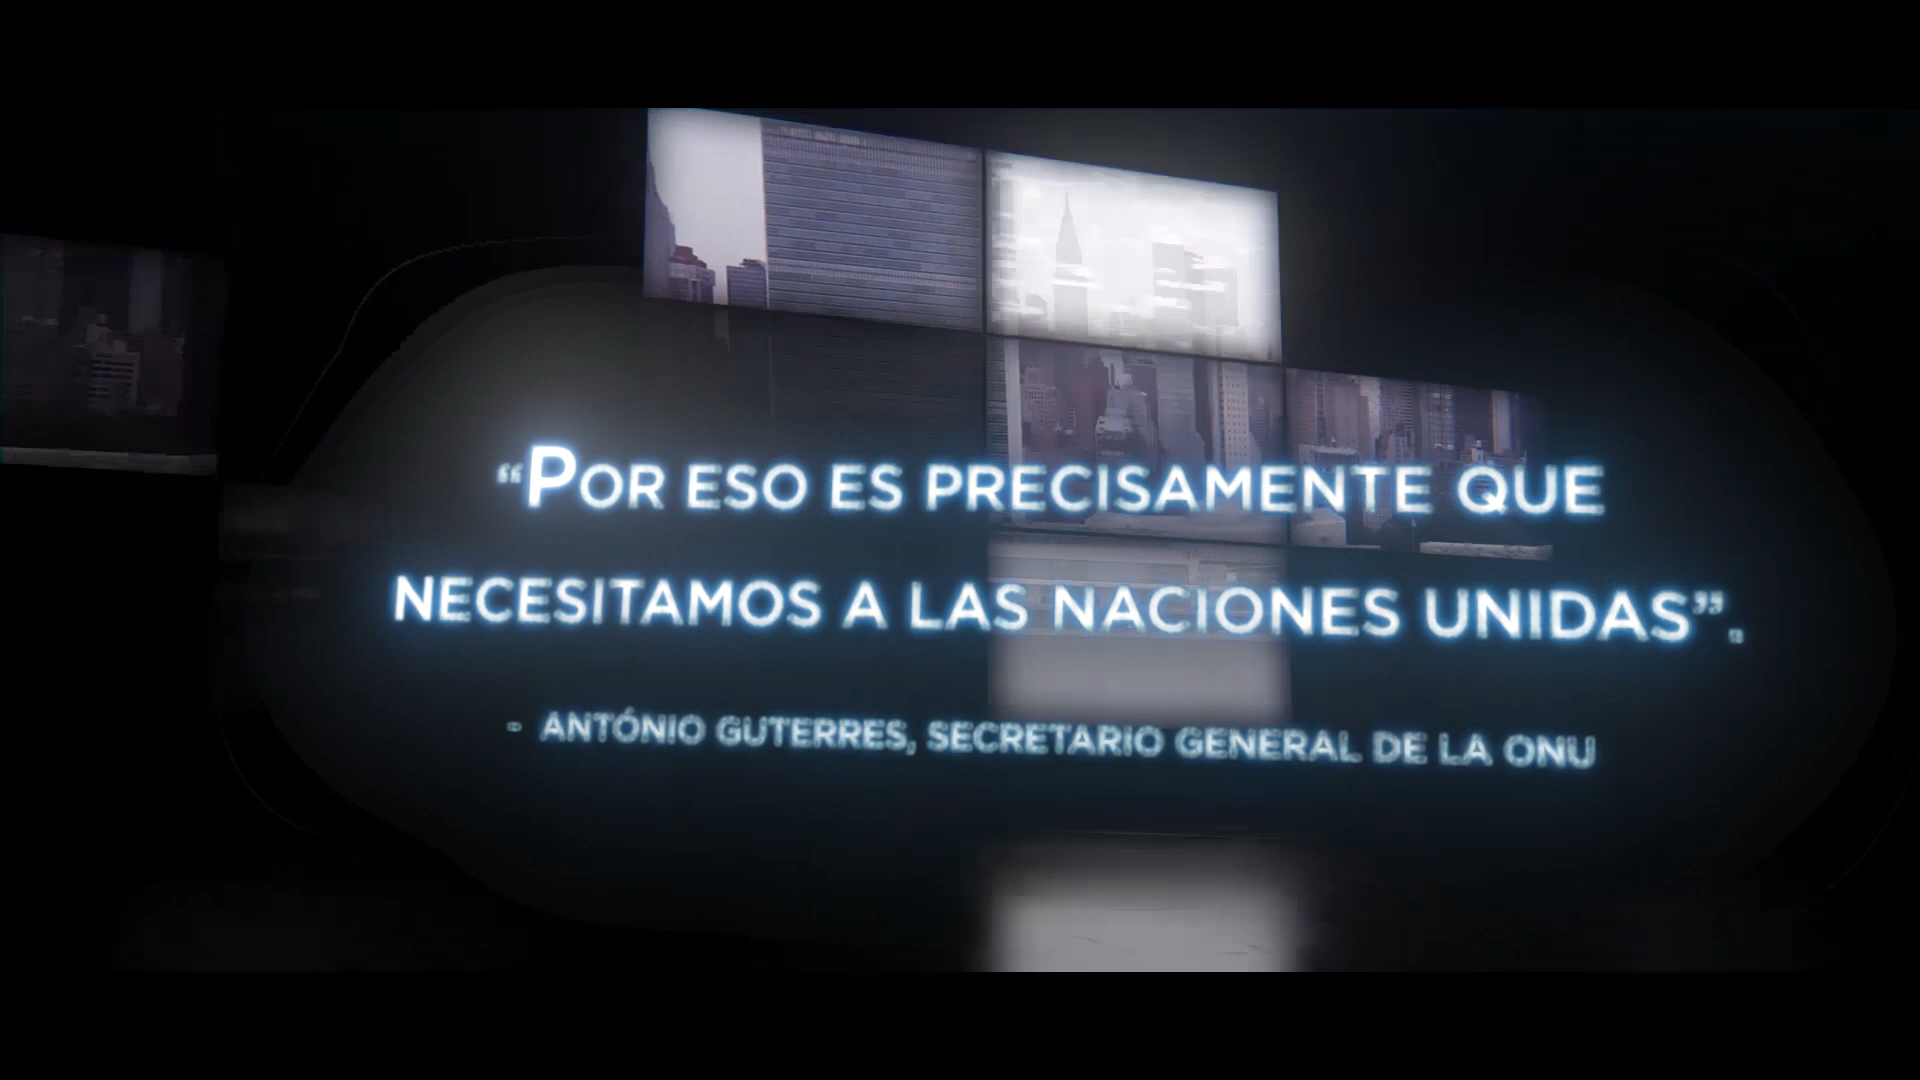 “POR ESO ES PRECISAMENTE QUE
NECESITAMOS A LAS NACIONES UNIDAS”.
- ANTÓNIO GUTERRES, SECRETARIO GENERAL DE LA ONU